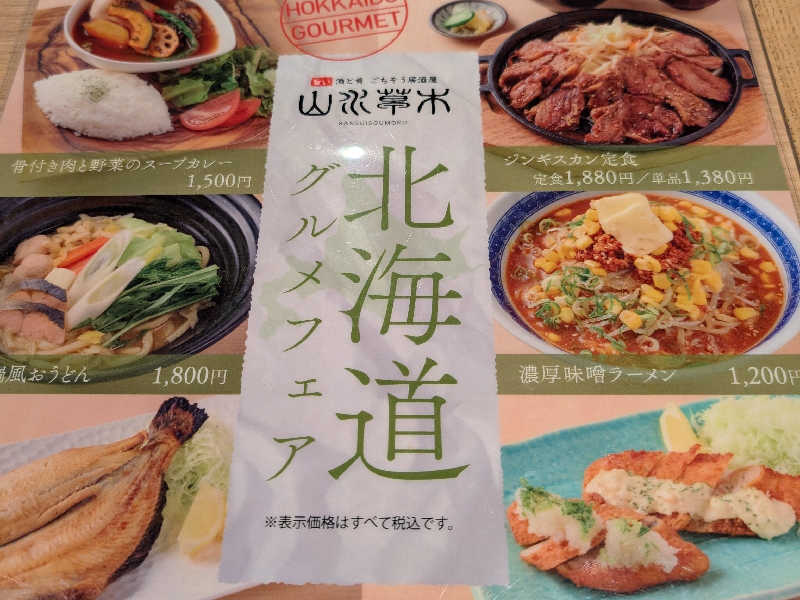 HOKKAIDO
GOURMET
旨い 酒と肴 ごちそう居酒屋
山水草木
SANSUISOUMOKU
北海道
グルメフェア
※表示価格はすべて税込です。
骨付き肉と野菜のスープカレー
1,500円
ジンギスカン定食
定食1,880円／単品1,380円
風おうどん
1,800円
濃厚味噌ラーメン
1,200円